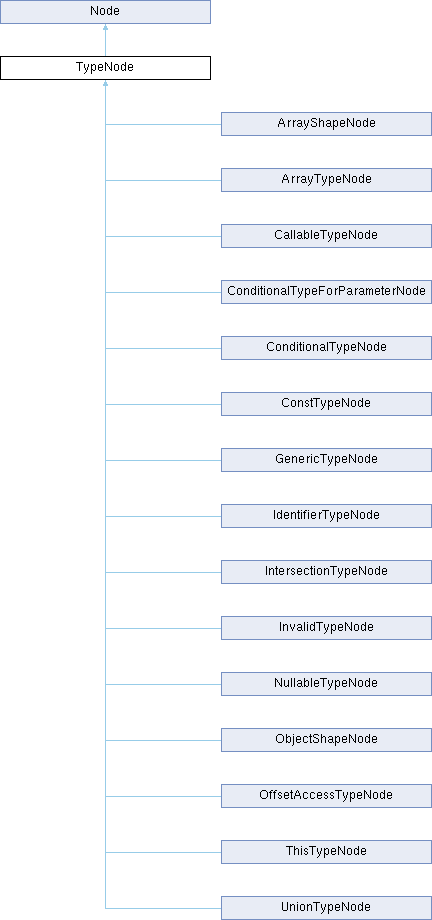 Node
TypeNode
ArrayShapeNode
ArrayTypeNode
CallableTypeNode
ConditionalTypeForParameterNode
ConditionalTypeNode
ConstTypeNode
GenericTypeNode
IdentifierTypeNode
IntersectionTypeNode
InvalidTypeNode
NullableTypeNode
ObjectShapeNode
OffsetAccessTypeNode
ThisTypeNode
UnionTypeNode